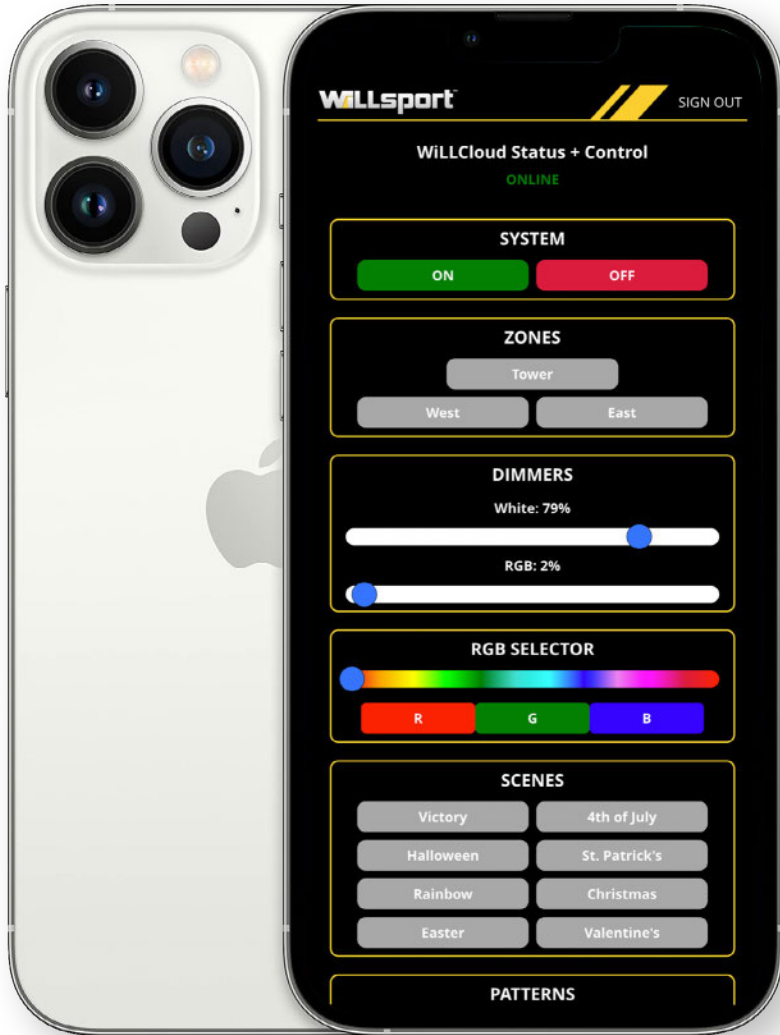 WiLLsport™
SIGN OUT
WiLLCloud Status + Control
ONLINE
SYSTEM
ON OFF
ZONES
Tower
West East
DIMMERS
White: 79%
RGB: 2%
RGB SELECTOR
R G B
SCENES
Victory 4th of July
Halloween St. Patrick's
Rainbow Christmas
Easter Valentine's
PATTERNS